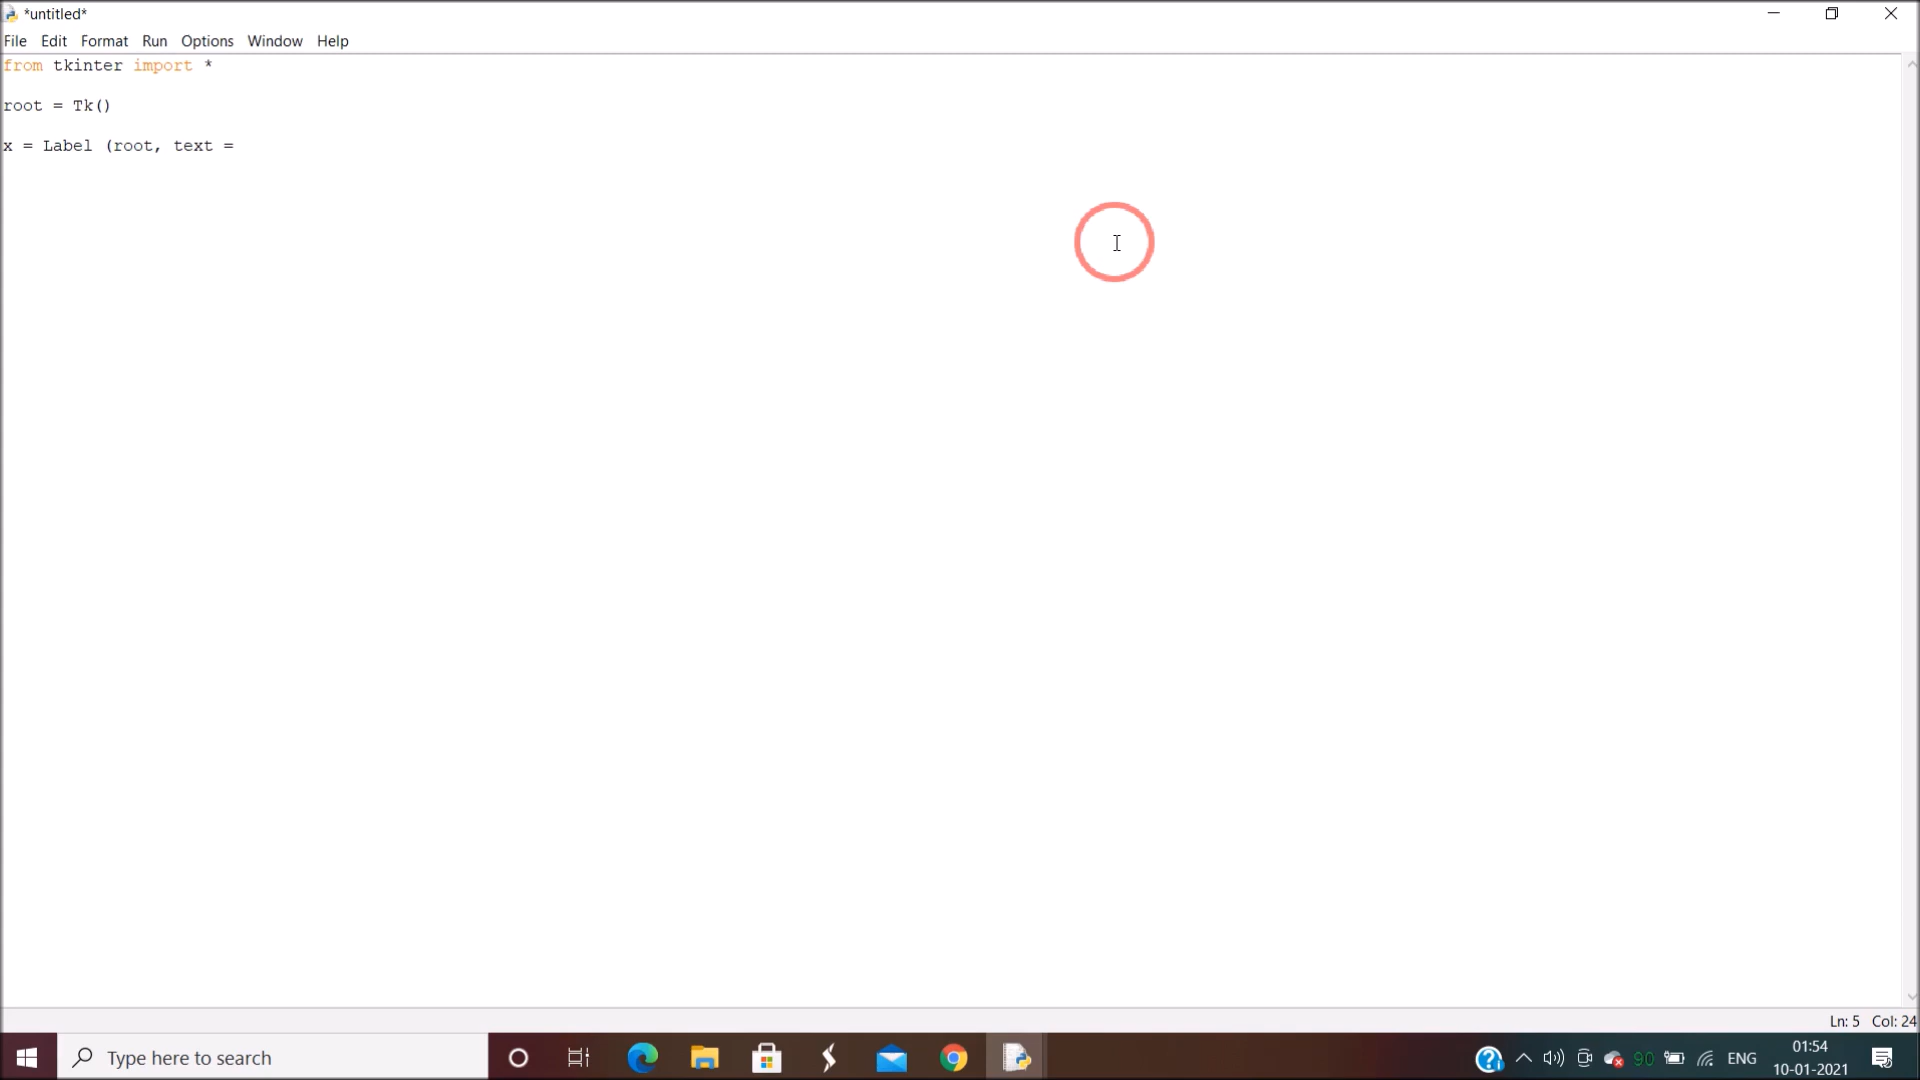 *untitled*
File Edit Format Run Options Window Help
from tkinter import *
root = Tk()
x = Label (root, text =
Ln: 5 Col: 24
Type here to search
90
ENG
01:54
10-01-2021